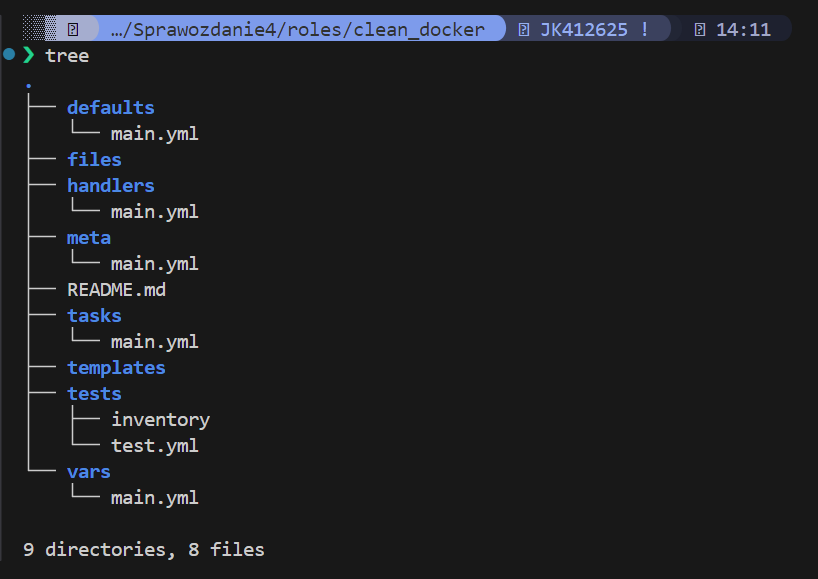 …/Sprawozdanie4/roles/clean_docker JK412625 ! 14:11
❯ tree
.
├── defaults
│   └── main.yml
├── files
├── handlers
│   └── main.yml
├── meta
│   └── main.yml
├── README.md
├── tasks
│   └── main.yml
├── templates
├── tests
│   ├── inventory
│   └── test.yml
└── vars
    └── main.yml
9 directories, 8 files